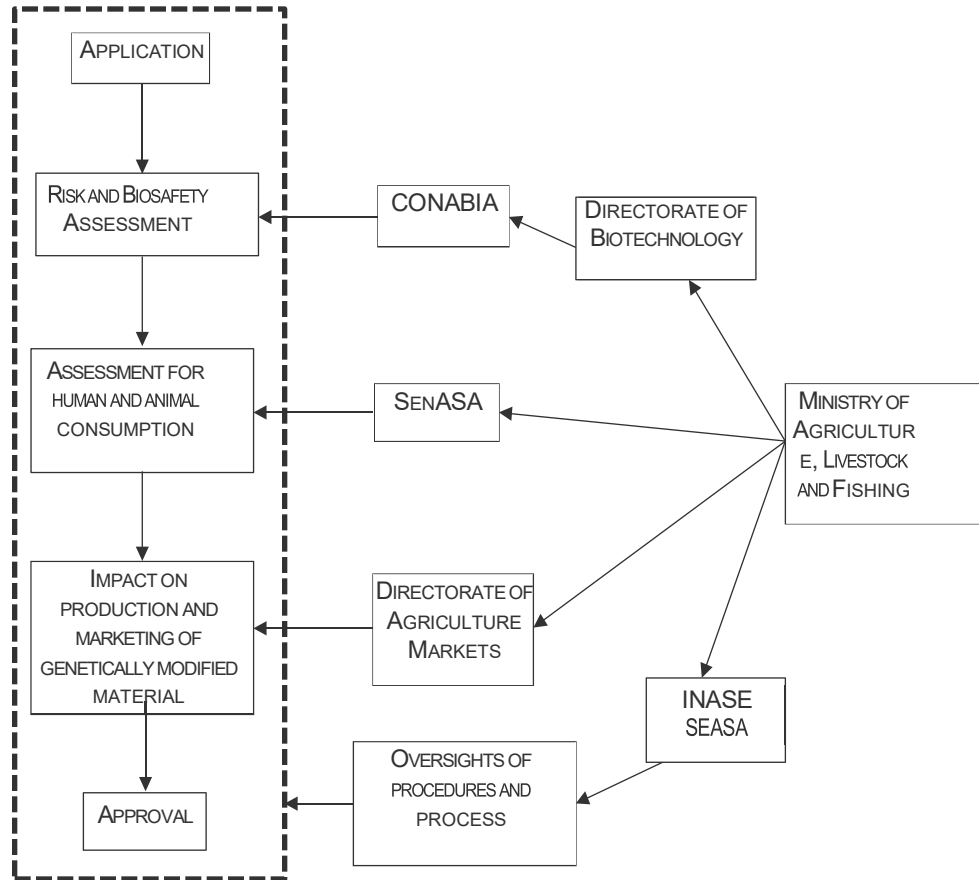 APPLICATION
RISK AND BIOSAFETY
ASSESSMENT
CONABIA
DIRECTORATE OF
BIOTECHNOLOGY
ASSESSMENT FOR
HUMAN AND ANIMAL
CONSUMPTION
SENASA
MINISTRY OF
AGRICULTUR
E, LIVESTOCK
AND FISHING
IMPACT ON
PRODUCTION AND
MARKETING OF
GENETICALLY MODIFIED
MATERIAL
DIRECTORATE OF
AGRICULTURE
MARKETS
INASE
SEASA
OVERSIGHTS OF
PROCEDURES AND
PROCESS
APPROVAL